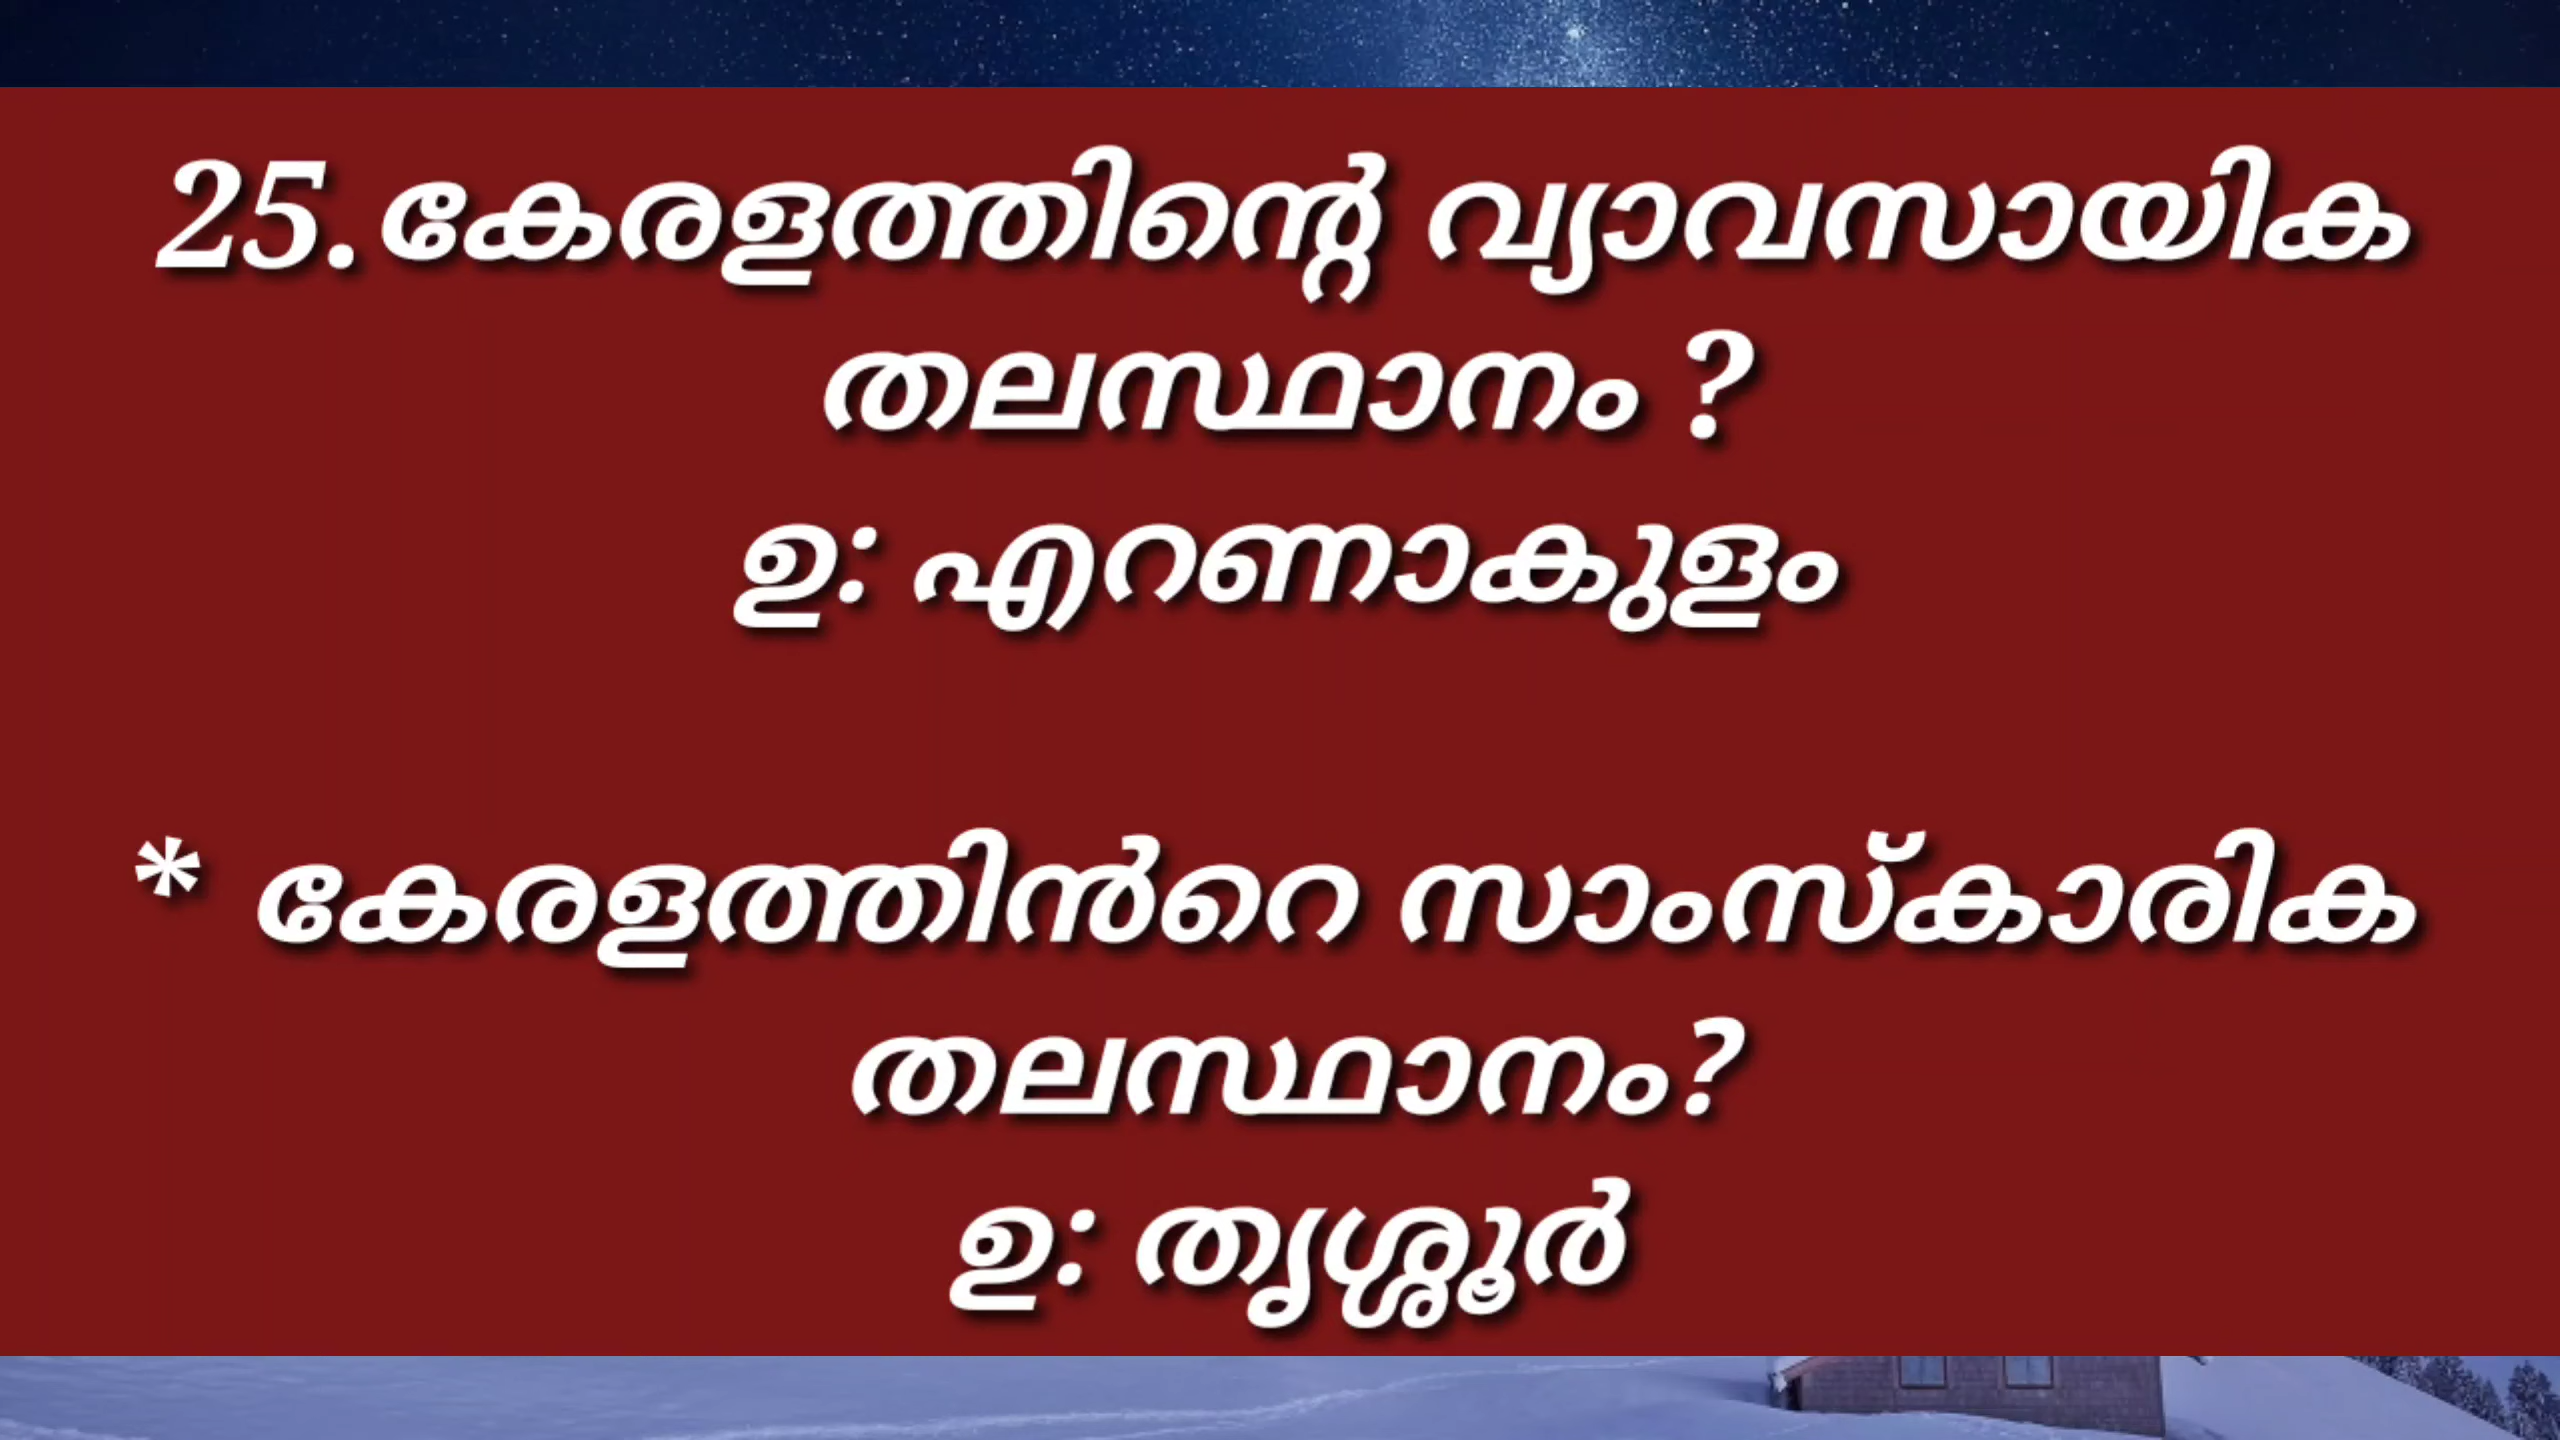 25.കേരളത്തിന്റെ വ്യാവസായിക
തലസ്ഥാനം ?
ഉ: എറണാകുളം
* കേരളത്തിൻറെ സാംസ്കാരിക
തലസ്ഥാനം?
ഉ: തൃശ്ശൂർ